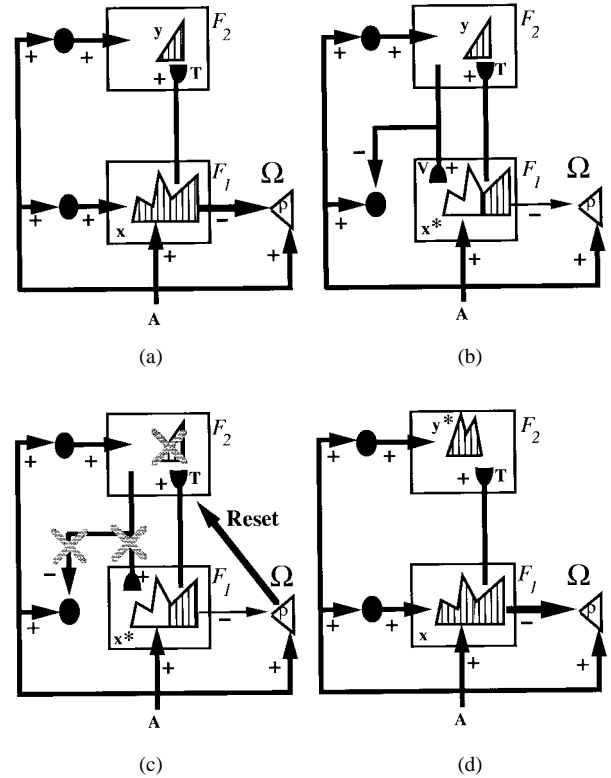 y F₂ y F₂
+ + + T + + + T
Ω − V + Ω
F₁ F₁
+ + x − ρ + x* − ρ
+ + + +
A A
(a) (b)
y* F₂
F₂
+ + + T + + + T
Reset
− + Ω Ω
F₁ F₁
+ x* − ρ + + x − ρ
+ + + +
A A
(c) (d)